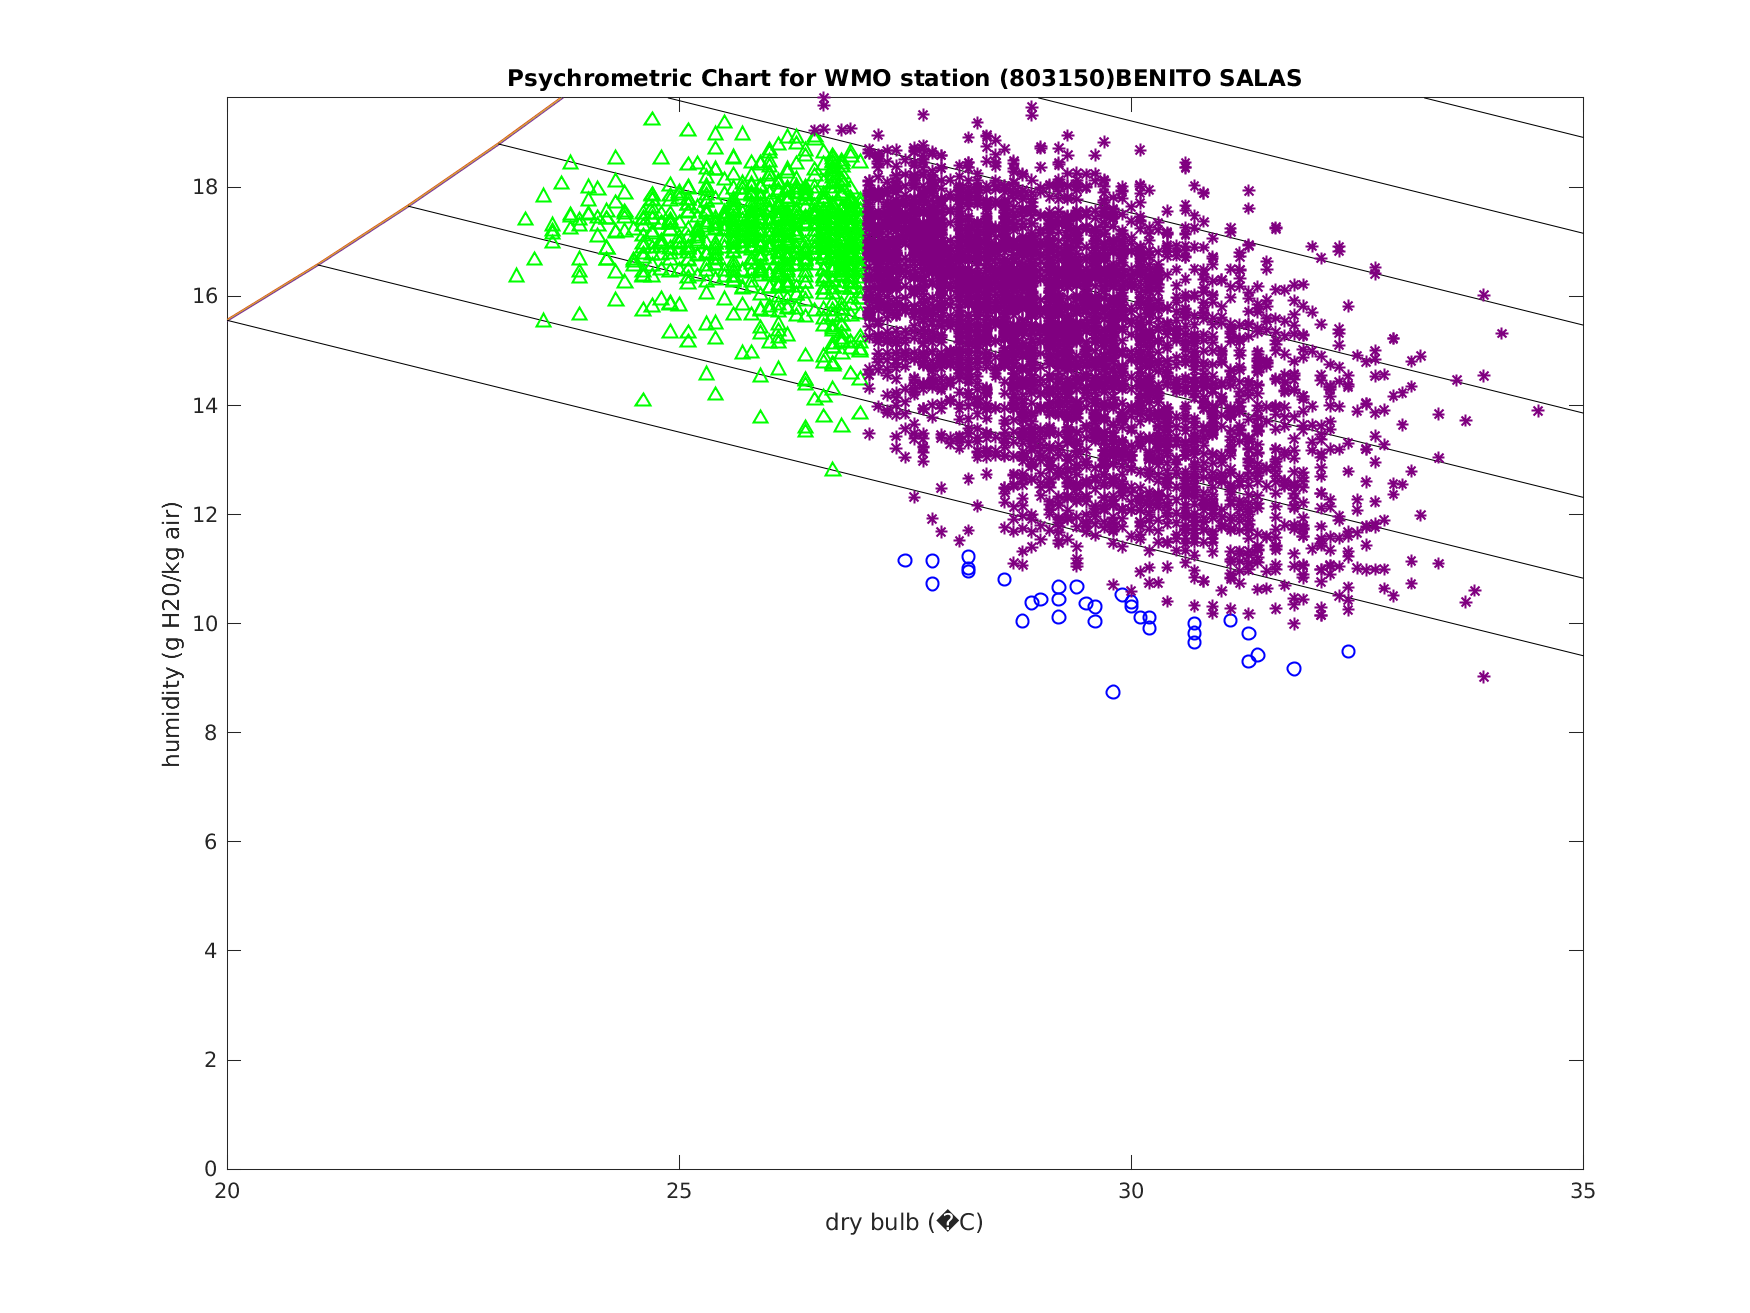 Psychrometric Chart for WMO station (803150)BENITO SALAS
humidity (g H20/kg air)
18
16
14
12
10
8
6
4
2
0
20 25 30 35
dry bulb (�C)